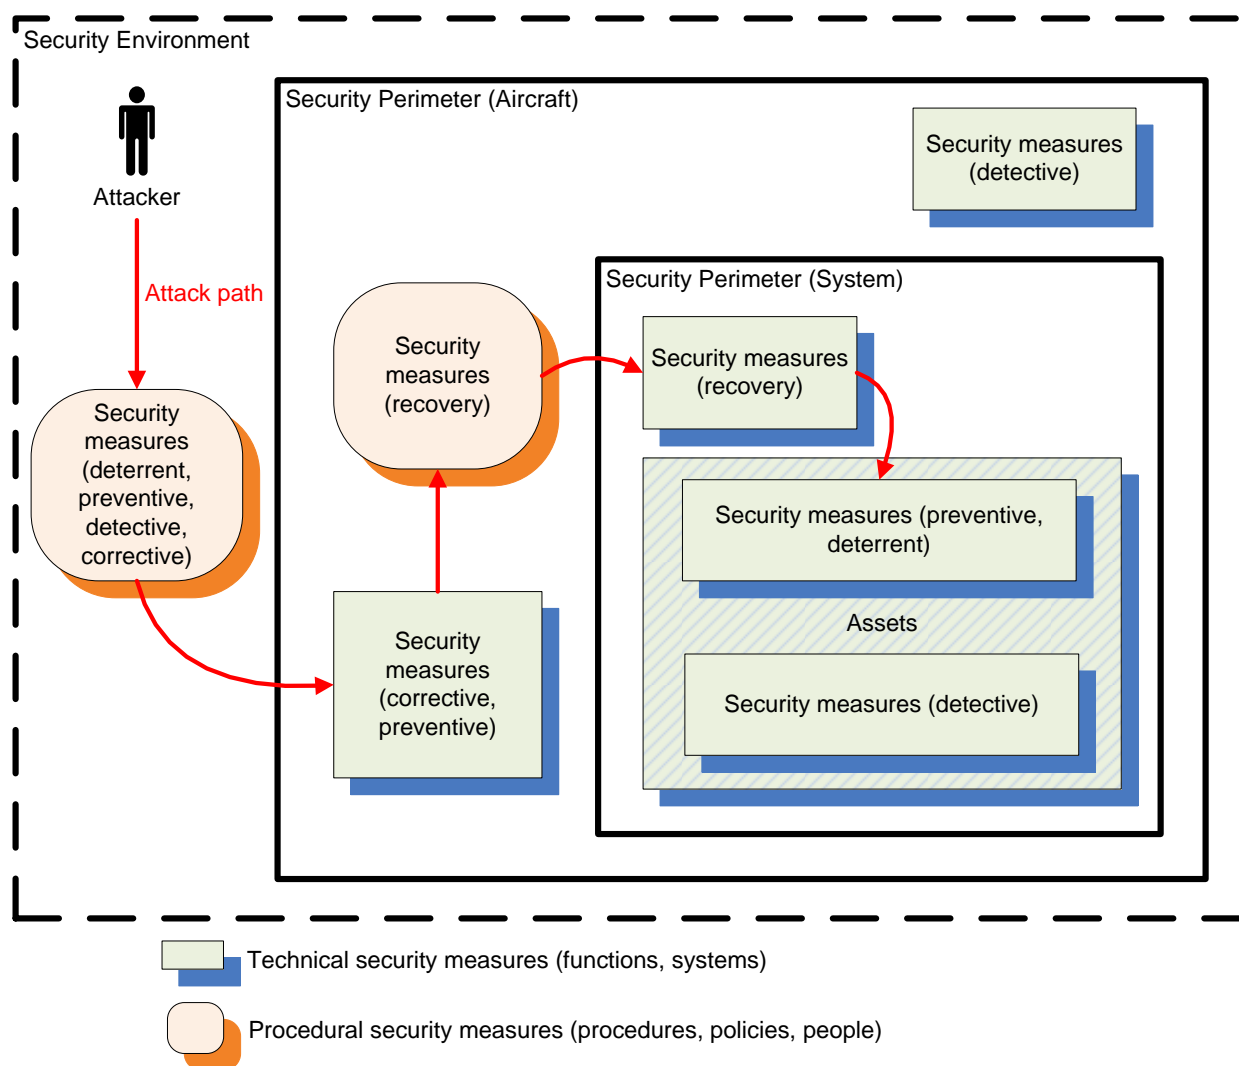 Security Environment
Attacker
Attack path
Security
measures
(deterrent,
preventive,
detective,
corrective)
Security Perimeter (Aircraft)
Security measures
(detective)
Security
measures
(recovery)
Security
measures
(corrective,
preventive)
Security Perimeter (System)
Security measures
(recovery)
Security measures (preventive,
deterrent)
Assets
Security measures (detective)
Technical security measures (functions, systems)
Procedural security measures (procedures, policies, people)